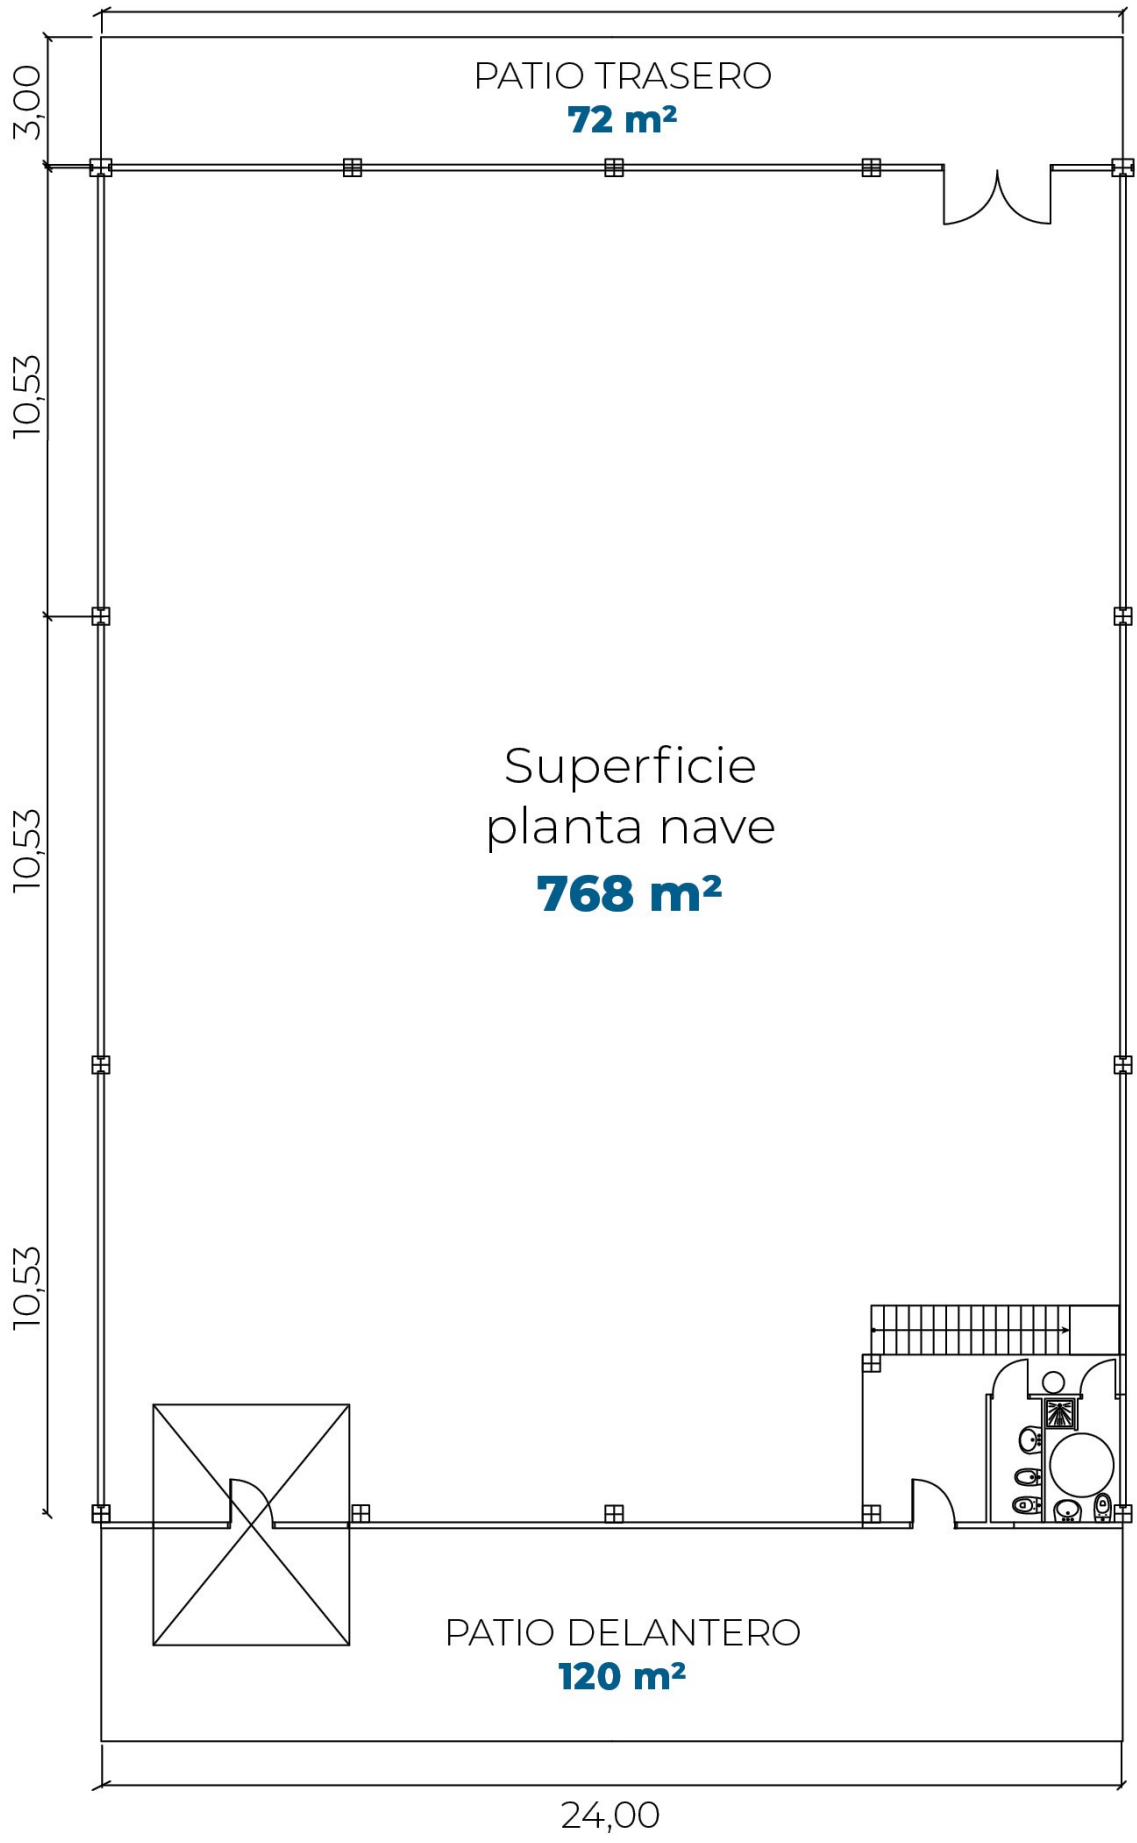 3,00
PATIO TRASERO
72 m²
10,53
Superficie
planta nave
768 m²
10,53
10,53
PATIO DELANTERO
120 m²
24,00